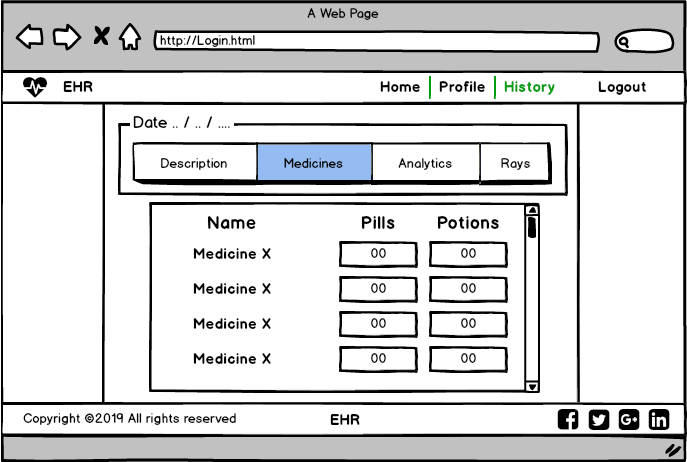 A Web Page
http://Login.html
EHR Home Profile History Logout
Date .. / .. / ....
Description Medicines Analytics Rays
Name Pills Potions
Medicine X 00 00
Medicine X 00 00
Medicine X 00 00
Medicine X 00 00
Copyright ©2019 All rights reserved EHR f G+ in